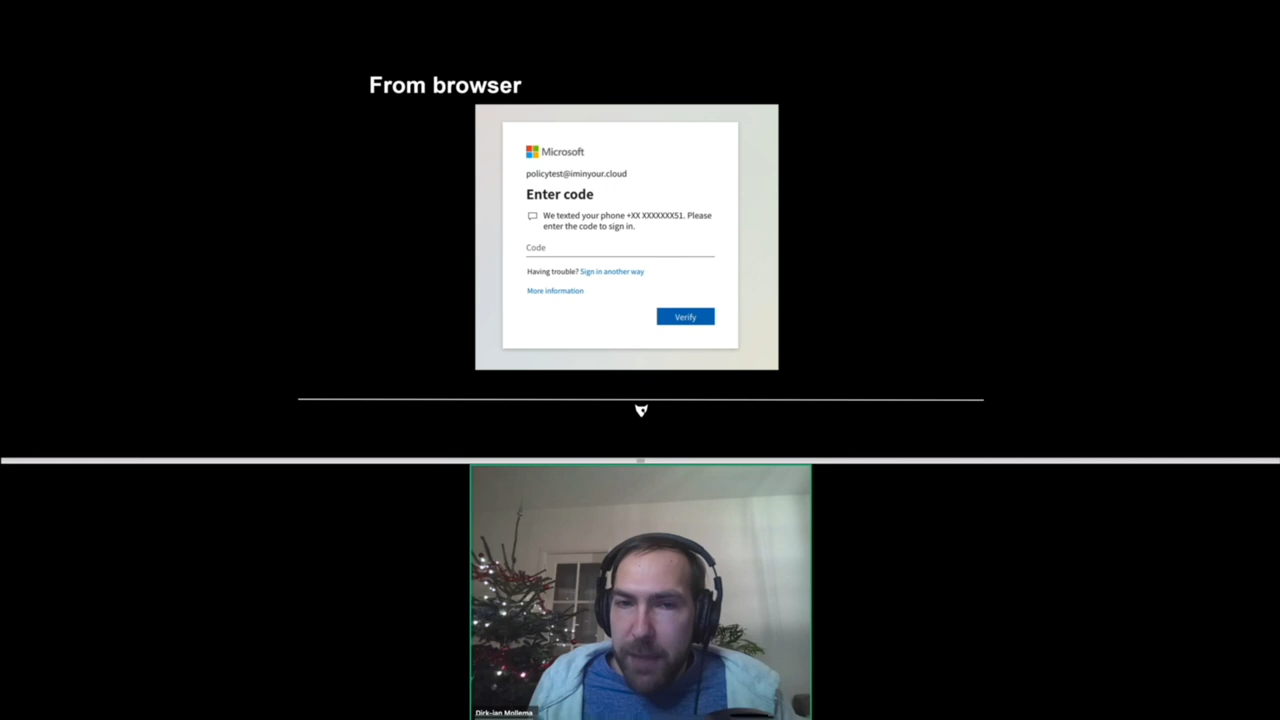 From browser
Microsoft
policytest@iminyour.cloud
Enter code
We texted your phone +XX XXXXXXX51. Please
enter the code to sign in.
Code
Having trouble? Sign in another way
More information
Verify
Dirk-jan Mollema